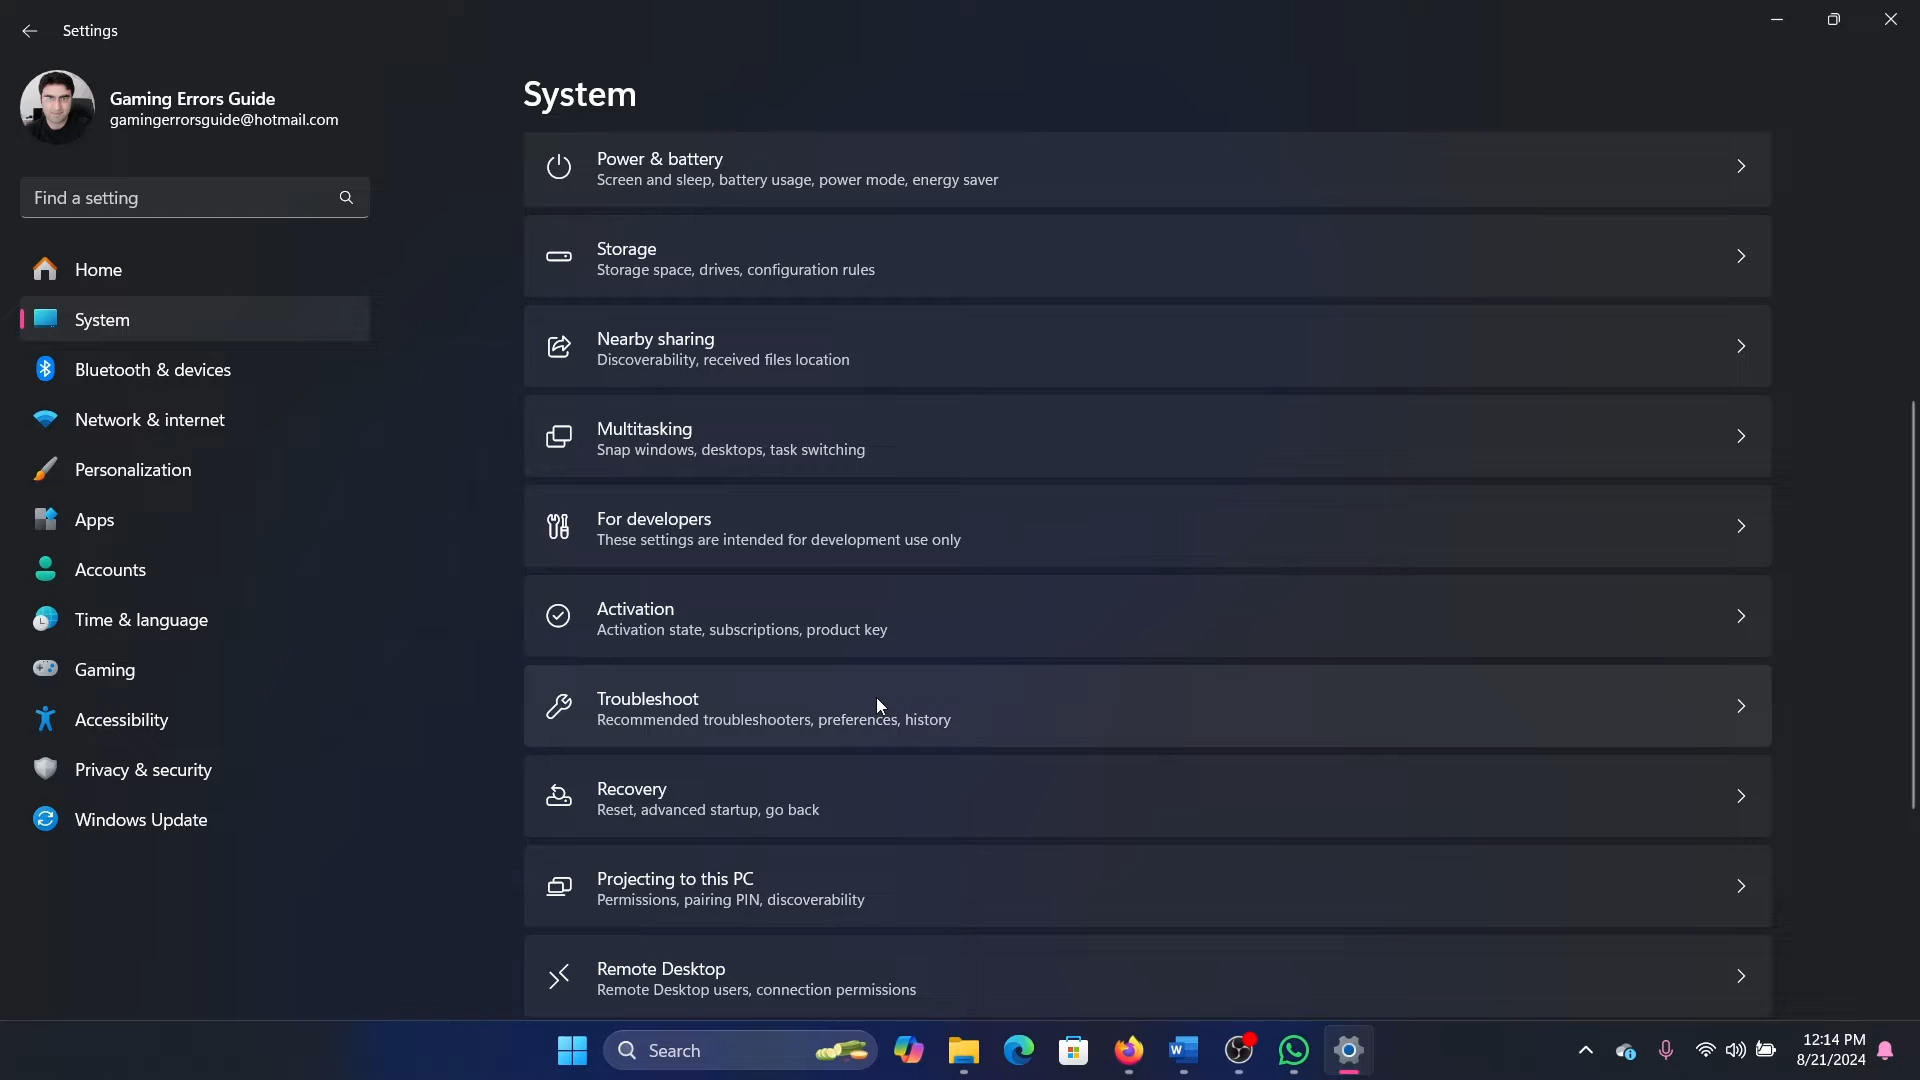 Settings
Gaming Errors Guide
gamingerrorsguide@hotmail.com
Find a setting
Home
System
Bluetooth & devices
Network & internet
Personalization
Apps
Accounts
Time & language
Gaming
Accessibility
Privacy & security
Windows Update
System
Power & battery
Screen and sleep, battery usage, power mode, energy saver
Storage
Storage space, drives, configuration rules
Nearby sharing
Discoverability, received files location
Multitasking
Snap windows, desktops, task switching
For developers
These settings are intended for development use only
Activation
Activation state, subscriptions, product key
Troubleshoot
Recommended troubleshooters, preferences, history
Recovery
Reset, advanced startup, go back
Projecting to this PC
Permissions, pairing PIN, discoverability
Remote Desktop
Remote Desktop users, connection permissions
Search
12:14 PM
8/21/2024